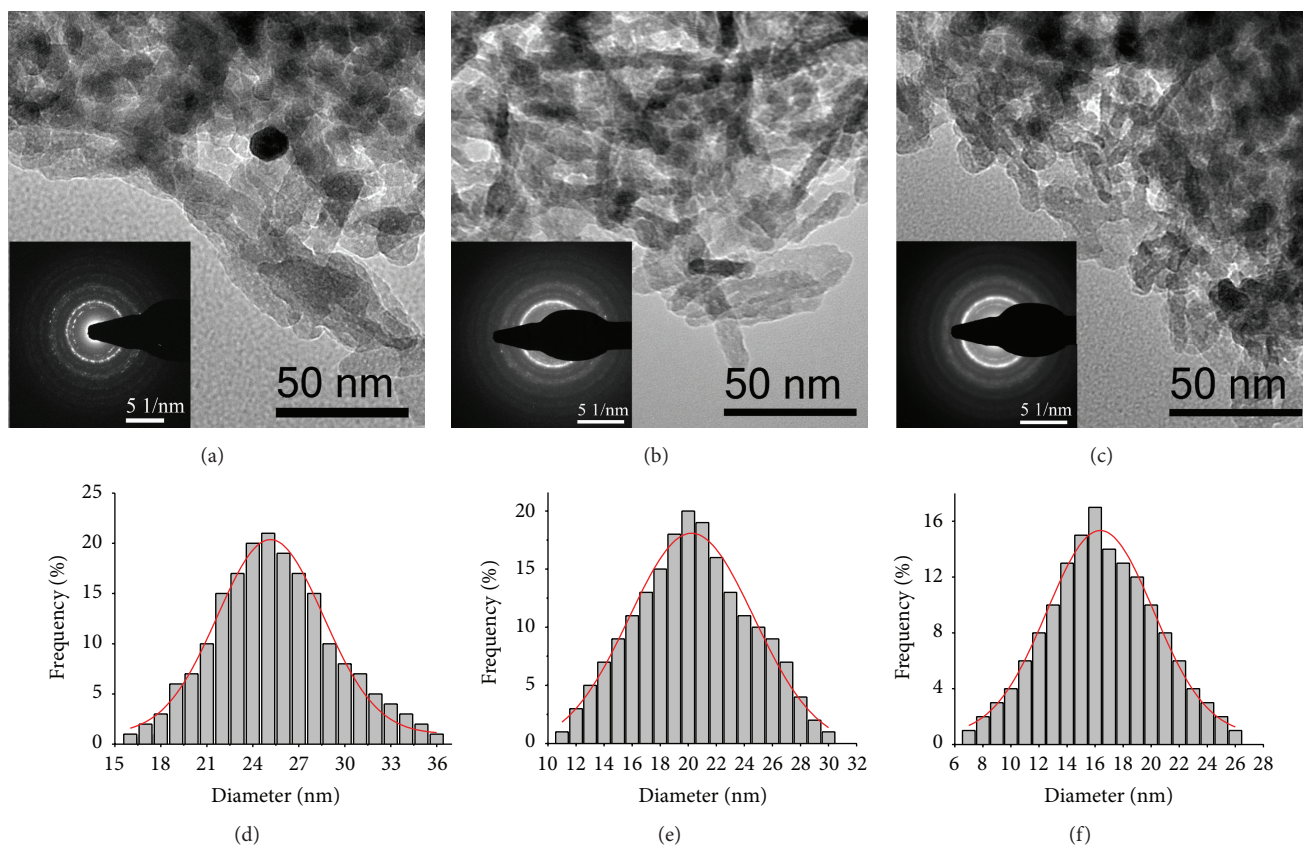 50 nm
5 1/nm
50 nm
5 1/nm
50 nm
5 1/nm
(a)
(b)
(c)
25
20
15
10
5
0
Frequency (%)
15 18 21 24 27 30 33 36
Diameter (nm)
(d)
20
15
10
5
0
Frequency (%)
10 12 14 16 18 20 22 24 26 28 30 32
Diameter (nm)
(e)
16
12
8
4
0
Frequency (%)
6 8 10 12 14 16 18 20 22 24 26 28
Diameter (nm)
(f)